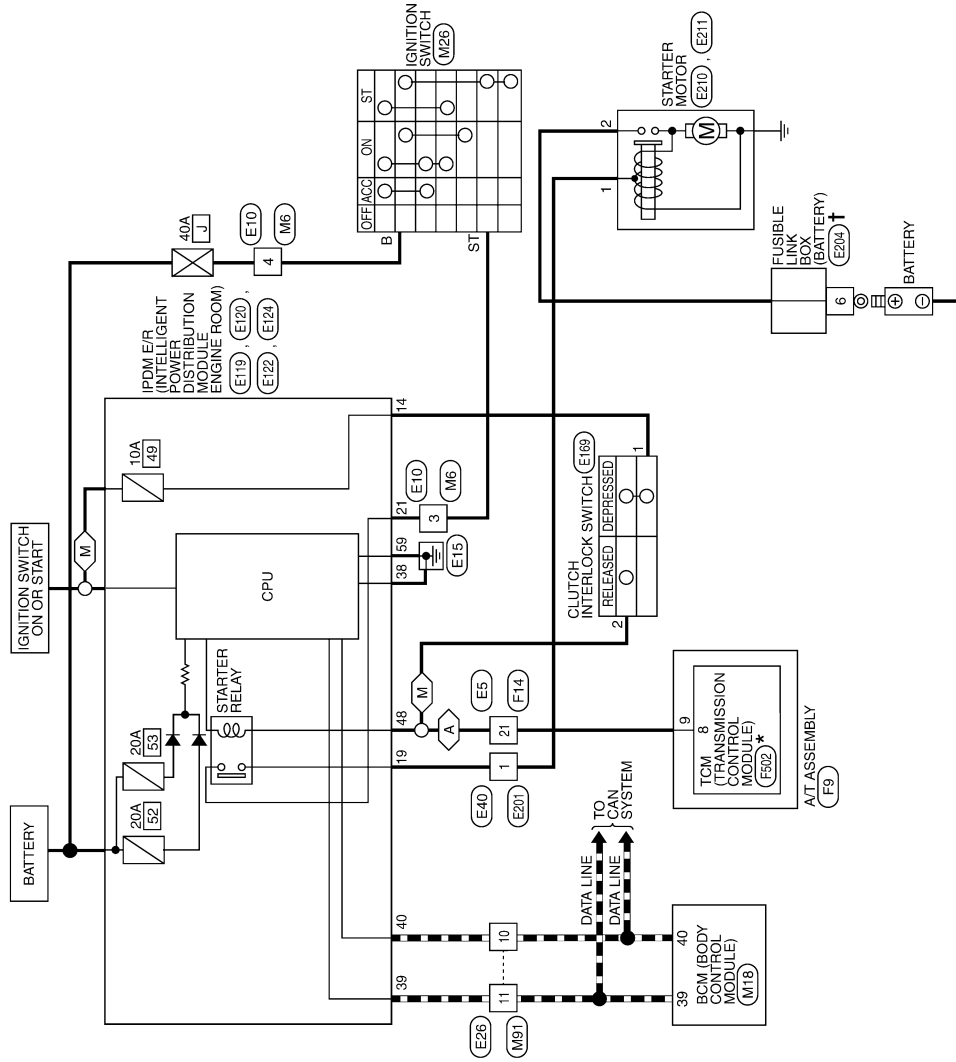 BATTERY
IGNITION SWITCH
ON OR START
20A
52
20A
53
M
10A
49
40A
J
4
E10
M6
IPDM E/R
(INTELLIGENT
POWER
DISTRIBUTION
MODULE
ENGINE ROOM)
E119 , E120 ,
E122 , E124
IGNITION
SWITCH
M26
OFF ACC ON ST
B
ST
STARTER
RELAY
CPU
39
40
19
48
38
59
21
14
E15
3
E10
M6
M
A
1
E40
E201
21
E5
F14
CLUTCH
INTERLOCK SWITCH
E169
RELEASED DEPRESSED
2
1
STARTER
MOTOR
E210 , E211
1
2
M
FUSIBLE
LINK
BOX
(BATTERY)
E204 †
6
BATTERY
11
10
E26
M91
DATA LINE
DATA LINE
TO
CAN
SYSTEM
39
40
BCM (BODY
CONTROL
MODULE)
M18
9
8
TCM
(TRANSMISSION
CONTROL
MODULE)
F502 *
A/T ASSEMBLY
F9